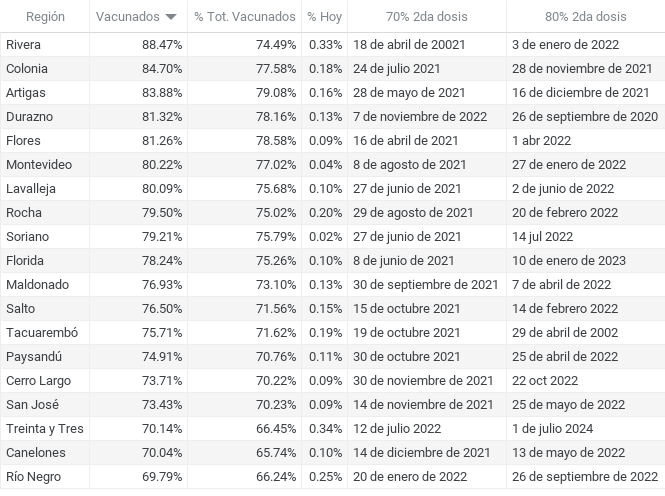 Región Vacunados % Tot. Vacunados % Hoy 70% 2da dosis 80% 2da dosis
Rivera 88.47% 74.49% 0.33% 18 de abril de 20021 3 de enero de 2022
Colonia 84.70% 77.58% 0.18% 24 de julio 2021 28 de noviembre de 2021
Artigas 83.88% 79.08% 0.16% 28 de mayo de 2021 16 de diciembre de 2021
Durazno 81.32% 78.16% 0.13% 7 de noviembre de 2022 26 de septiembre de 2020
Flores 81.26% 78.58% 0.09% 16 de abril de 2021 1 abr 2022
Montevideo 80.22% 77.02% 0.04% 8 de agosto de 2021 27 de enero de 2022
Lavalleja 80.09% 75.68% 0.10% 27 de junio de 2021 2 de junio de 2022
Rocha 79.50% 75.02% 0.20% 29 de agosto de 2021 20 de febrero 2022
Soriano 79.21% 75.79% 0.02% 27 de junio de 2021 14 jul 2022
Florida 78.24% 75.26% 0.10% 8 de junio de 2021 10 de enero de 2023
Maldonado 76.93% 73.10% 0.13% 30 de septiembre de 2021 7 de abril de 2022
Salto 76.50% 71.56% 0.15% 15 de octubre 2021 14 de febrero de 2022
Tacuarembó 75.71% 71.62% 0.19% 19 de octubre de 2021 29 de abril de 2002
Paysandú 74.91% 70.76% 0.11% 30 de octubre de 2021 25 de abril de 2022
Cerro Largo 73.71% 70.22% 0.09% 30 de noviembre de 2021 22 oct 2022
San José 73.43% 70.23% 0.09% 14 de noviembre de 2021 25 de mayo de 2022
Treinta y Tres 70.14% 66.45% 0.34% 12 de julio 2022 1 de julio 2024
Canelones 70.04% 65.74% 0.10% 14 de diciembre de 2021 13 de mayo de 2022
Río Negro 69.79% 66.24% 0.25% 20 de enero de 2022 26 de septiembre de 2022